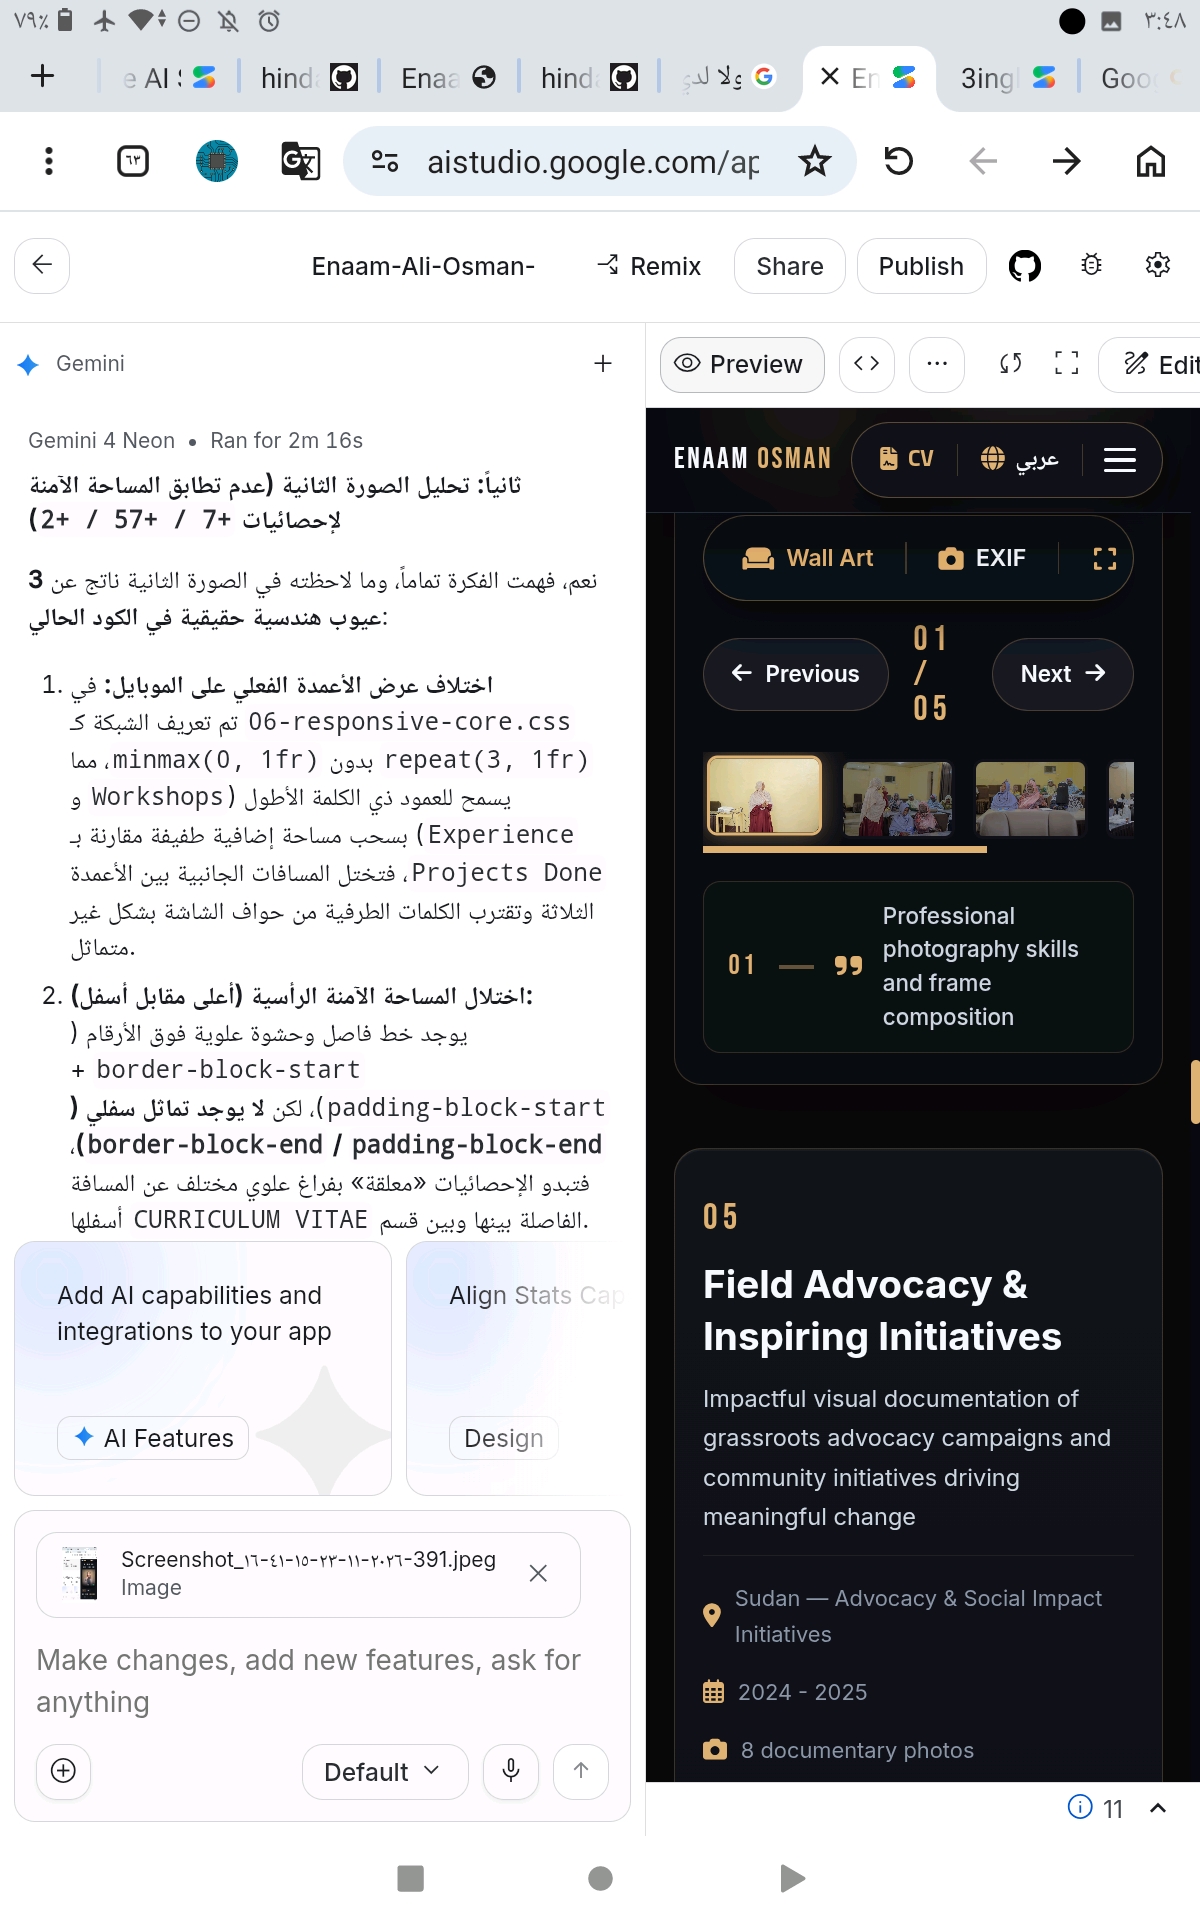 ٧٩٪
٣:٤٨
e AI S
hind
Enaa
hind
ولا لدي
En
3ing
Goo
٦٣
aistudio.google.com/ap
Enaam-Ali-Osman-
Remix
Share
Publish
Gemini
Gemini 4 Neon • Ran for 2m 16s
ثانياً: تحليل الصورة الثانية (عدم تطابق المساحة الآمنة
لإحصائيات +7 / +57 / +2)
نعم، فهمت الفكرة تماماً، وما لاحظته في الصورة الثانية ناتج عن 3
عيوب هندسية حقيقية في الكود الحالي:
1. اختلاف عرض الأعمدة الفعلي على الموبايل: في
06-responsive-core.css تم تعريف الشبكة كـ
repeat(3, 1fr) بدون minmax(0, 1fr)، مما
يسمح للعمود ذي الكلمة الأطول (Workshops و
Experience) بسحب مساحة إضافية طفيفة مقارنة بـ
Projects Done، فتختل المسافات الجانبية بين الأعمدة
الثلاثة وتقترب الكلمات الطرفية من حواف الشاشة بشكل غير
متماثل.
2. اختلال المساحة الآمنة الرأسية (أعلى مقابل أسفل):
يوجد خط فاصل وحشوة علوية فوق الأرقام (
border-block-start +
padding-block-start)، لكن لا يوجد تماثل سفلي (
border-block-end / padding-block-end)،
فتبدو الإحصائيات «معلقة» بفراغ علوي مختلف عن المسافة
الفاصلة بينها وبين قسم CURRICULUM VITAE أسفلها.
Add AI capabilities and
integrations to your app
AI Features
Align Stats Cap
Design
Screenshot_١٦-٤١-١٥-٢٣-١١-٢٠٢٦-391.jpeg
Image
Make changes, add new features, ask for
anything
Default
Preview
Edit
ENAAM OSMAN
CV
عربي
Wall Art
EXIF
Previous
01
/
05
Next
01
Professional
photography skills
and frame
composition
05
Field Advocacy &
Inspiring Initiatives
Impactful visual documentation of
grassroots advocacy campaigns and
community initiatives driving
meaningful change
Sudan — Advocacy & Social Impact
Initiatives
2024 - 2025
8 documentary photos
11